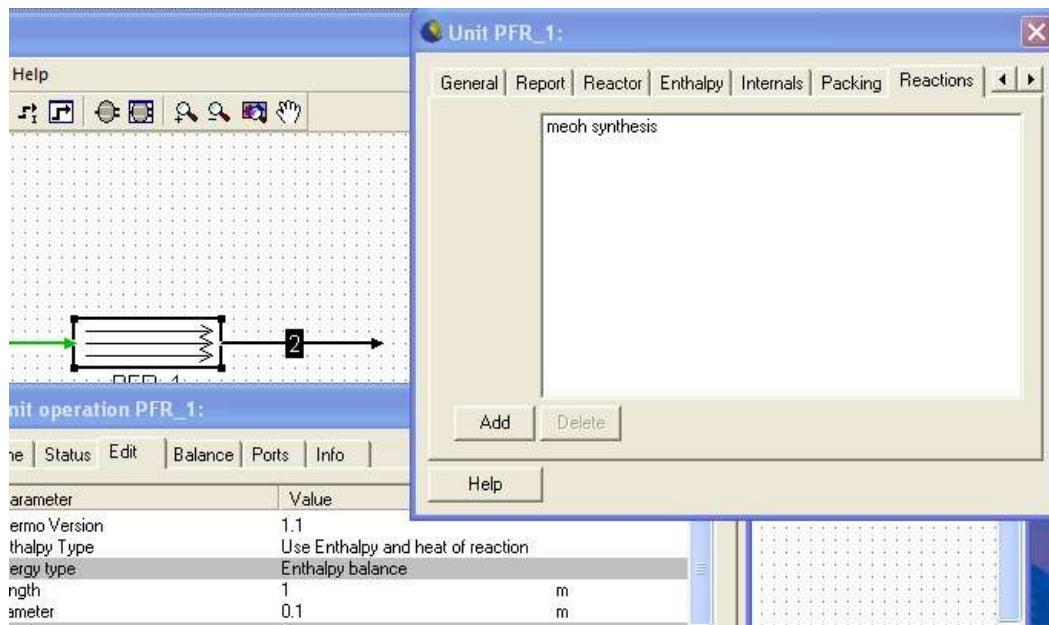 Unit PFR_1:
Help
General Report Reactor Enthalpy Internals Packing Reactions
meoh synthesis
2
Add Delete
Help
nit operation PFR_1:
Status Edit Balance Ports Info
arameter Value
ermo Version 1.1
thalpy Type Use Enthalpy and heat of reaction
ergy type Enthalpy balance
ngth 1 m
ameter 0.1 m